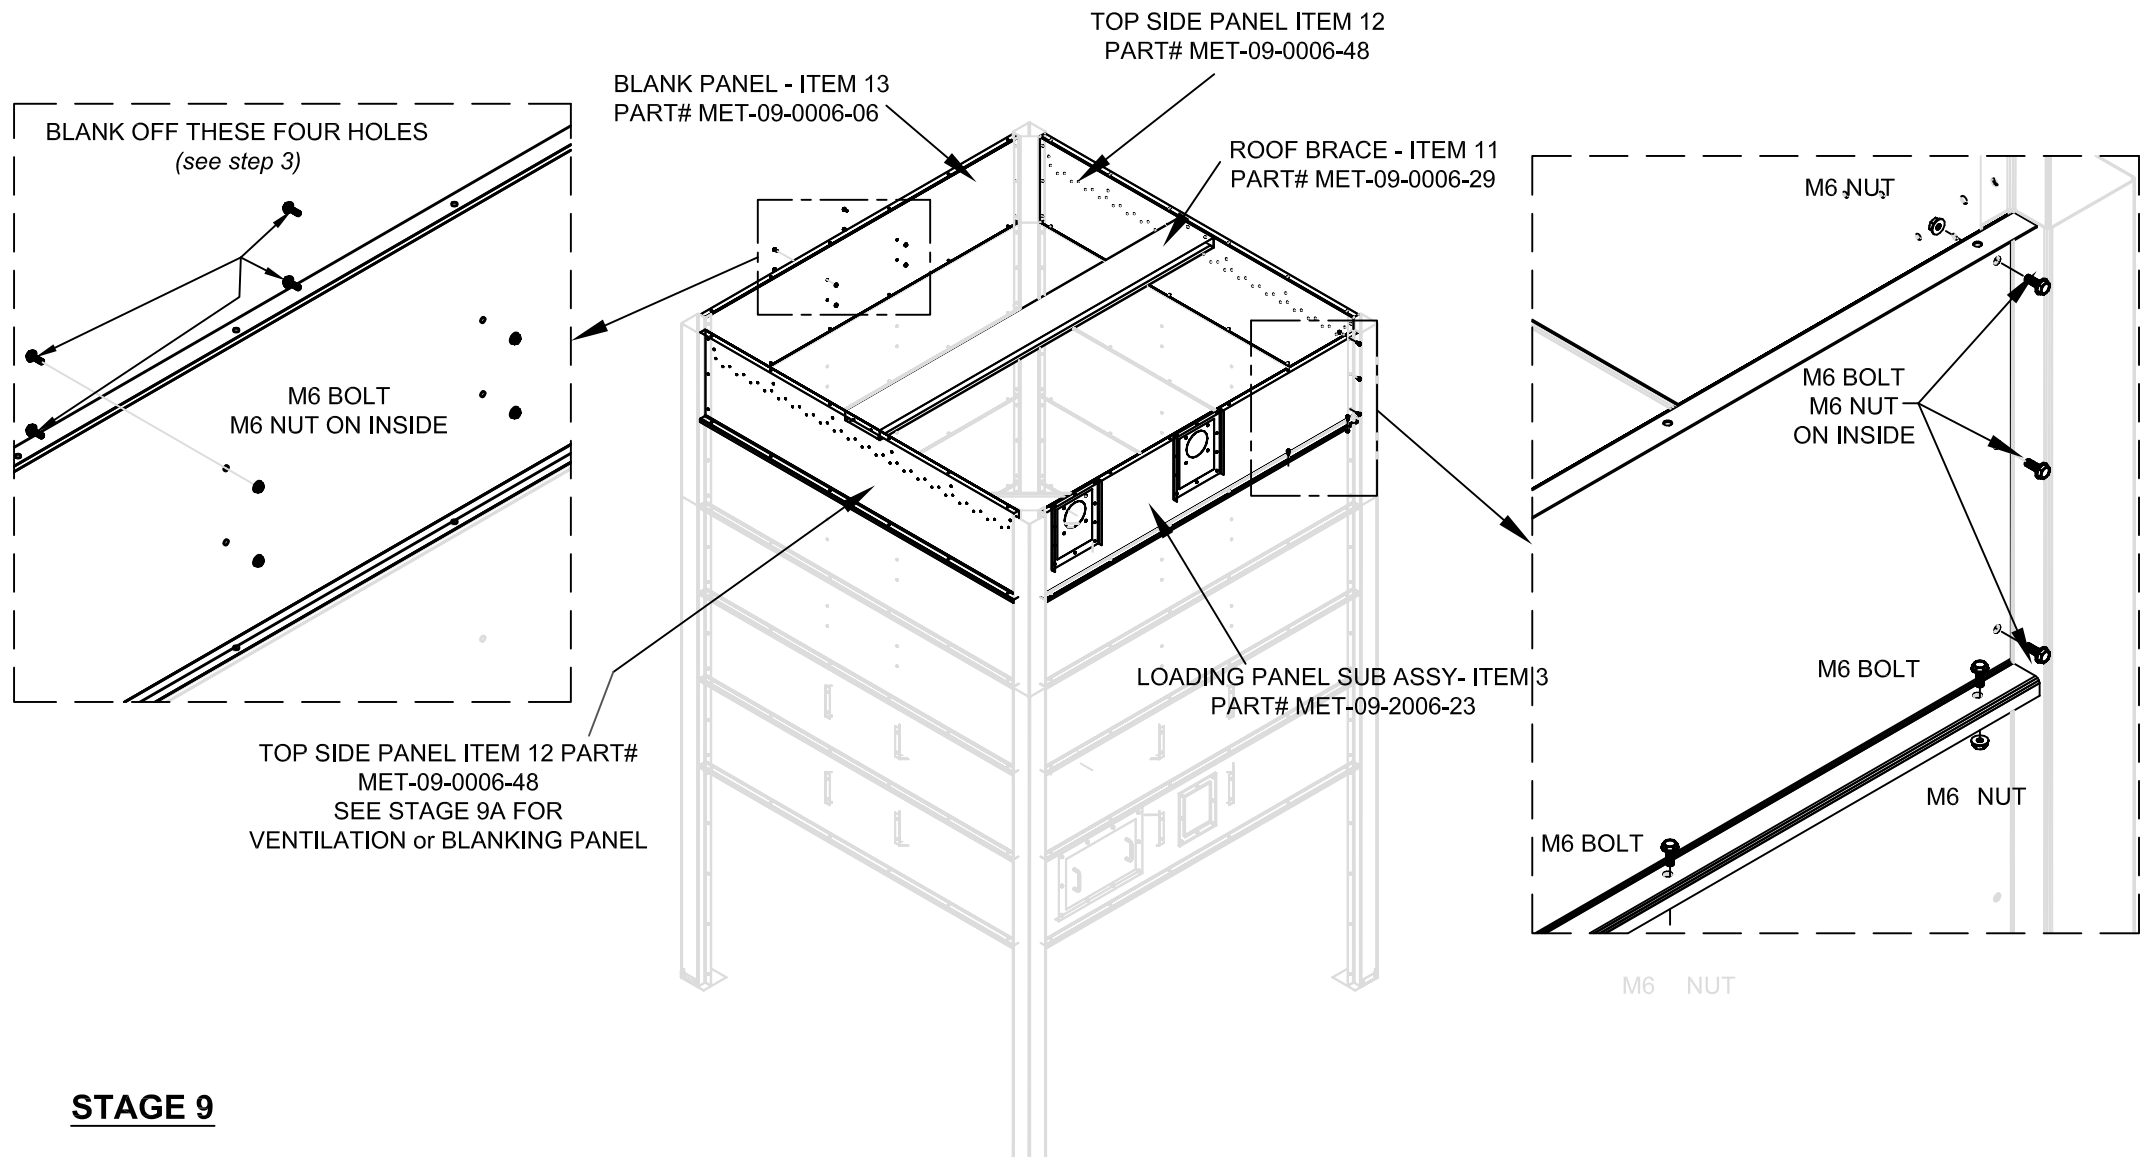 TOP SIDE PANEL ITEM 12
PART# MET-09-0006-48
BLANK PANEL - ITEM 13
PART# MET-09-0006-06
ROOF BRACE - ITEM 11
PART# MET-09-0006-29
BLANK OFF THESE FOUR HOLES
(see step 3)
M6 BOLT
M6 NUT ON INSIDE
M6 NUT
M6 BOLT
M6 NUT
ON INSIDE
M6 BOLT
M6 NUT
M6 BOLT
M6 NUT
LOADING PANEL SUB ASSY- ITEM 3
PART# MET-09-2006-23
TOP SIDE PANEL ITEM 12 PART#
MET-09-0006-48
SEE STAGE 9A FOR
VENTILATION or BLANKING PANEL
STAGE 9